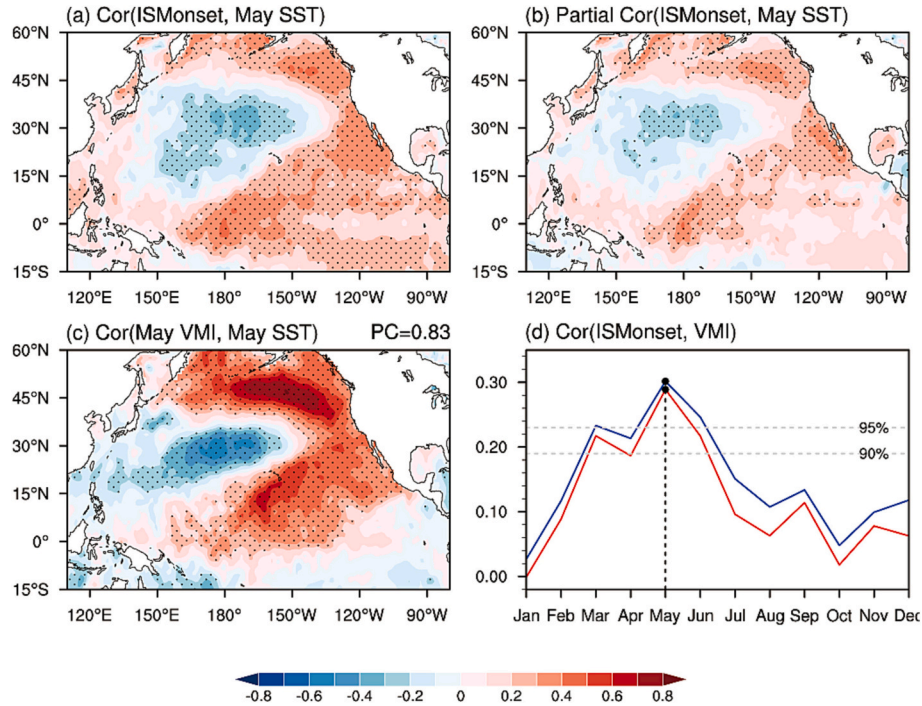 (a) Cor(ISMonset, May SST)
60°N
45°N
30°N
15°N
0°
15°S
120°E 150°E 180° 150°W 120°W 90°W
(b) Partial Cor(ISMonset, May SST)
60°N
45°N
30°N
15°N
0°
15°S
120°E 150°E 180° 150°W 120°W 90°W
(c) Cor(May VMI, May SST) PC=0.83
60°N
45°N
30°N
15°N
0°
15°S
120°E 150°E 180° 150°W 120°W 90°W
(d) Cor(ISMonset, VMI)
0.30
0.20
0.10
0.00
95%
90%
Jan Feb Mar Apr May Jun Jul Aug Sep Oct Nov Dec
-0.8 -0.6 -0.4 -0.2 0 0.2 0.4 0.6 0.8